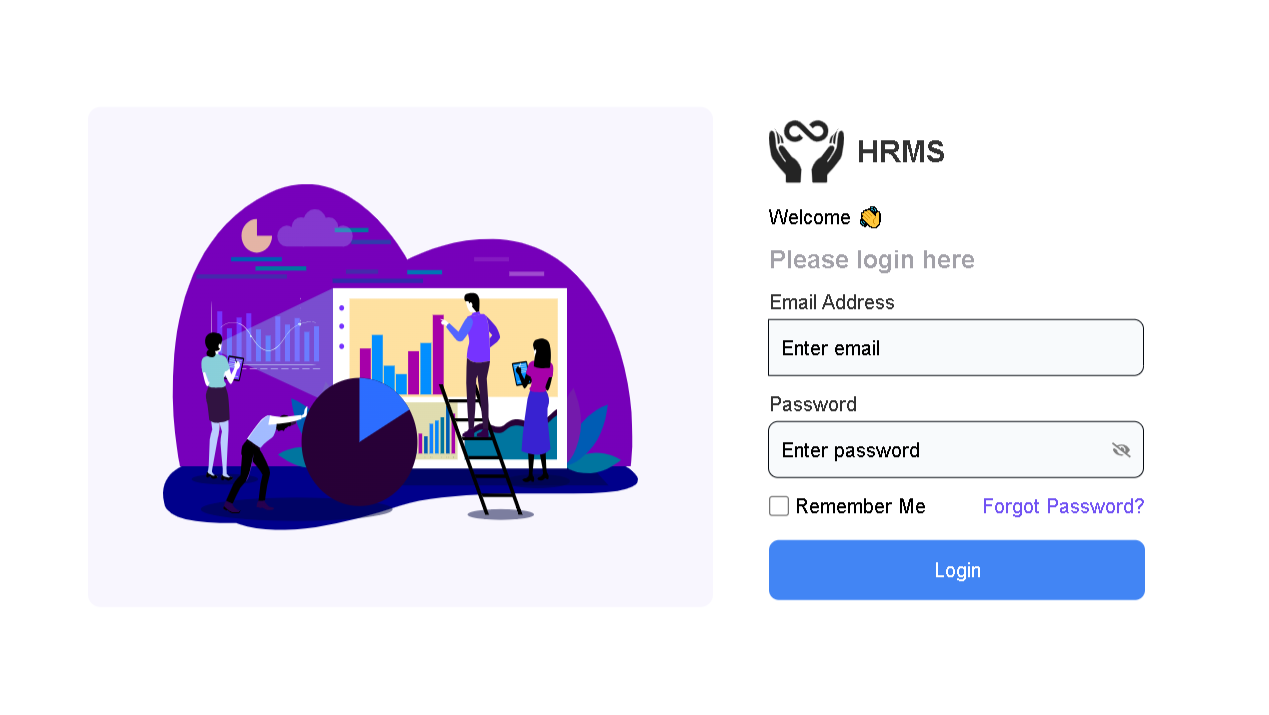 HRMS
Welcome 👏
Please login here
Email Address
Enter email
Password
Enter password
Remember Me
Forgot Password?
Login